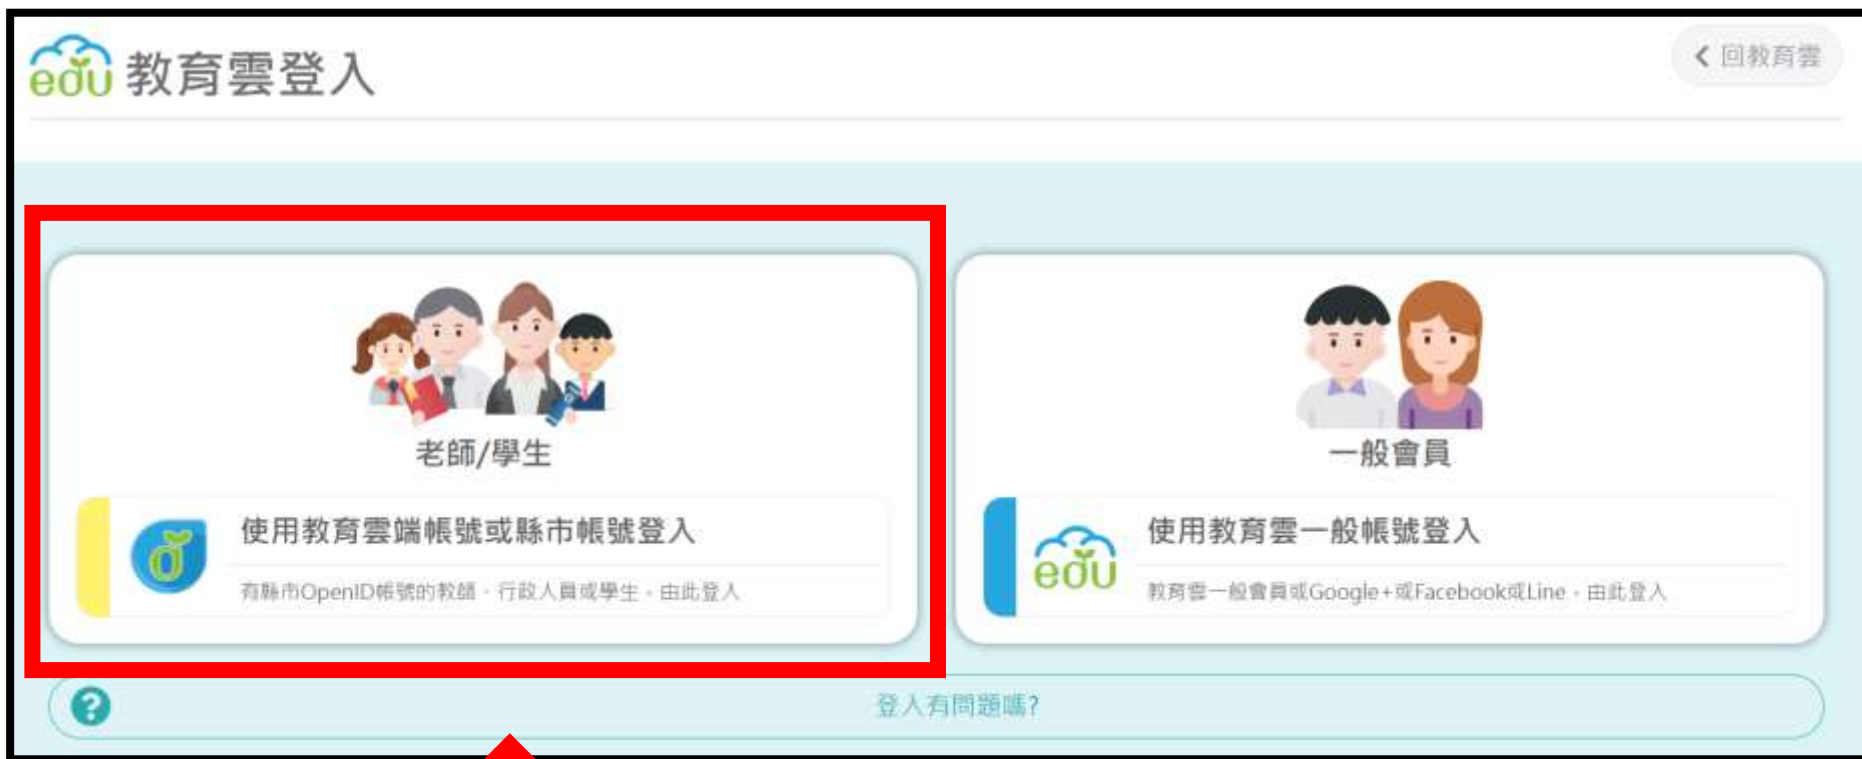 edu 教育雲登入
回教育雲
老師/學生
使用教育雲端帳號或縣市帳號登入
有縣市OpenID帳號的教師、行政人員或學生，由此登入
一般會員
edu
使用教育雲一般帳號登入
教育雲一般會員或Google+或Facebook或Line，由此登入
? 登入有問題嗎?